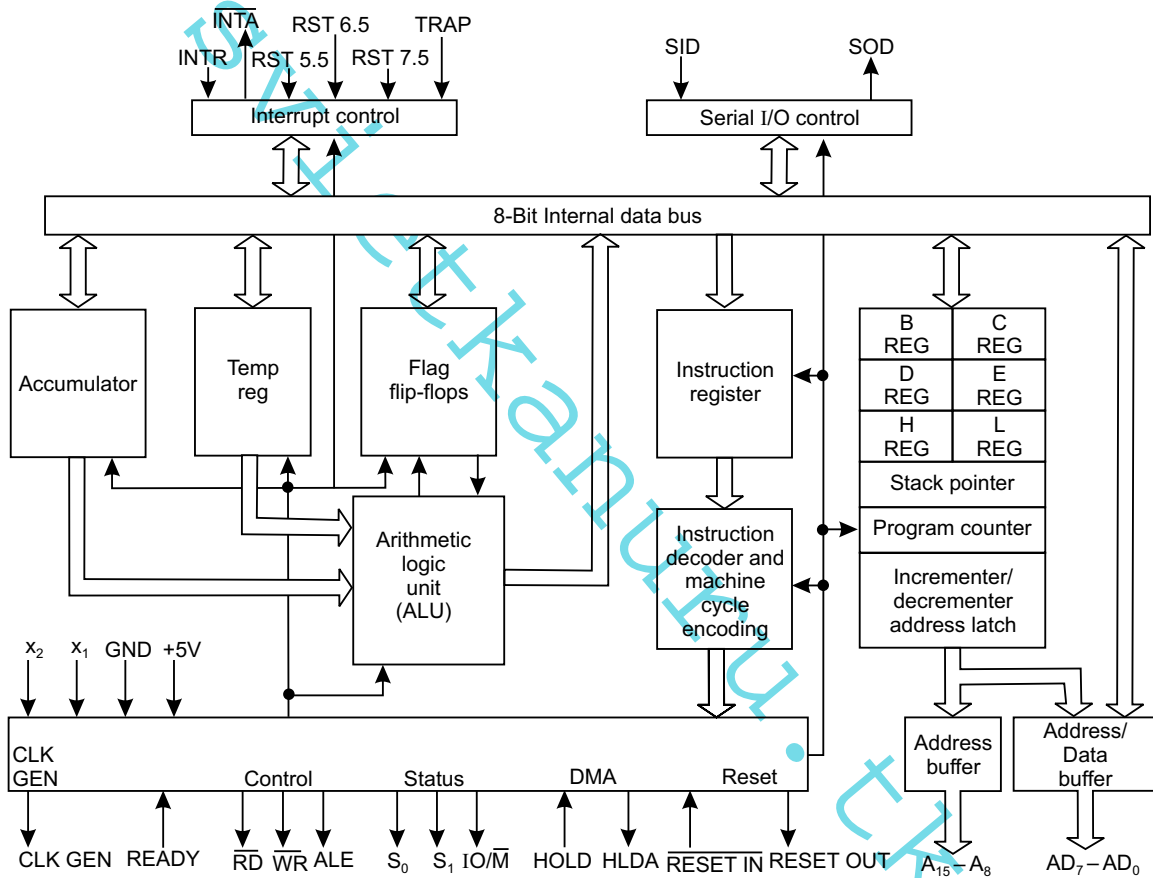 INTA
RST 6.5
TRAP
INTR
RST 5.5
RST 7.5
SID
SOD
Interrupt control
Serial I/O control
8-Bit Internal data bus
Accumulator
Temp
reg
Flag
flip-flops
Instruction
register
B
REG
C
REG
D
REG
E
REG
H
REG
L
REG
Stack pointer
Program counter
Incrementer/
decrementer
address latch
Arithmetic
logic
unit
(ALU)
Instruction
decoder and
machine
cycle
encoding
x2
x1
GND
+5V
CLK
GEN
Control
Status
DMA
Reset
Address
buffer
Address/
Data
buffer
CLK GEN
READY
RD
WR
ALE
S0
S1
IO/M
HOLD
HLDA
RESET IN
RESET OUT
A15 – A8
AD7 – AD0
svietkanuru.tk